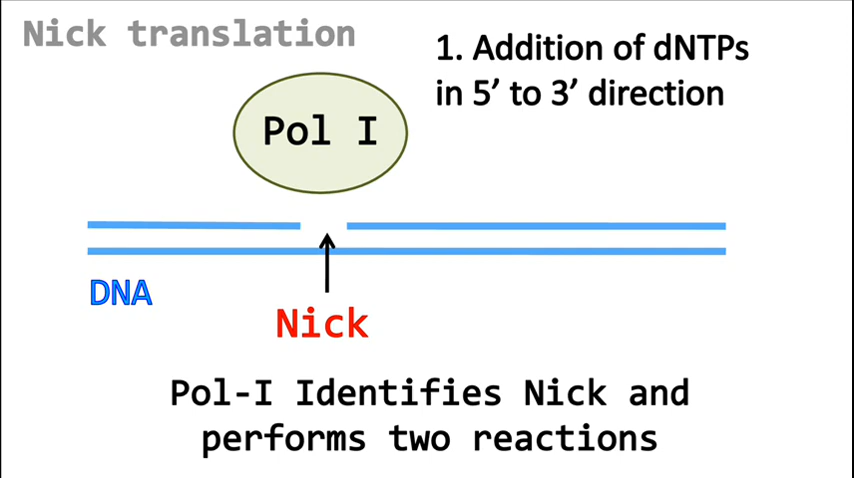 Nick translation
1. Addition of dNTPs
in 5’ to 3’ direction
Pol I
DNA
Nick
Pol-I Identifies Nick and
performs two reactions